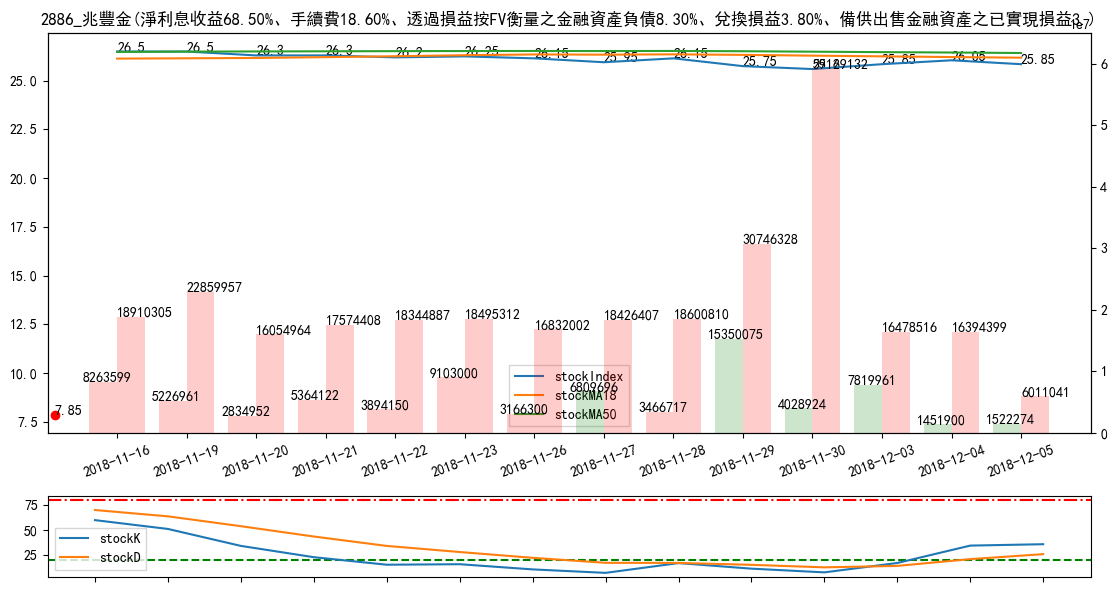 2886_兆豐金(淨利息收益68.50%、手續費18.60%、透過損益按FV衡量之金融資產負債8.30%、兌換損益3.80%、備供出售金融資產之已實現損益3.)
1e7
26.5 26.5 26.3 26.3 26.2 26.25 26.15 25.95 26.15 25.75 59129132 25.85 26.05 25.85
25.0
22.5
20.0
17.5
15.0
12.5
10.0
7.5
6
5
4
3
2
1
0
18910305 22859957 16054964 17574408 18344887 18495312 16832002 18426407 18600810 30746328 16478516 16394399 6011041
8263599 5226961 2834952 5364122 3894150 9103000 3166300 6809696 3466717 15350075 4028924 7819961 1451900 1522274
7.85
stockIndex
stockMA18
stockMA50
2018-11-16 2018-11-19 2018-11-20 2018-11-21 2018-11-22 2018-11-23 2018-11-26 2018-11-27 2018-11-28 2018-11-29 2018-11-30 2018-12-03 2018-12-04 2018-12-05
75
50
25
stockK
stockD